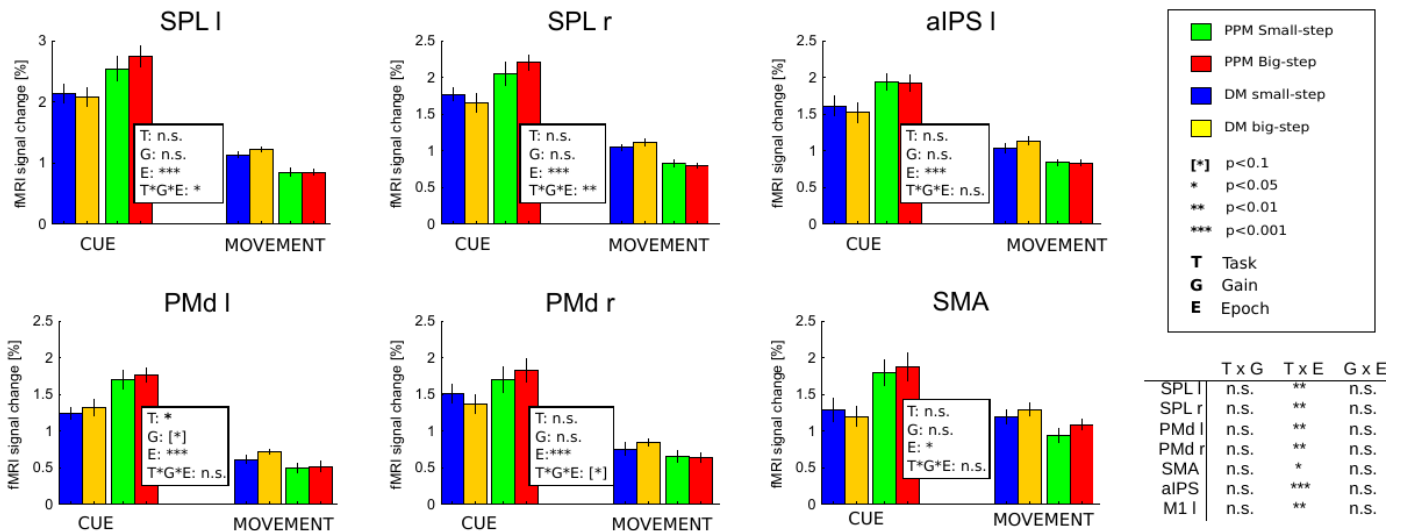 SPL l
fMRI signal change [%]
3
2
1
0
T: n.s.
G: n.s.
E: ***
T*G*E: *
CUE
MOVEMENT
SPL r
fMRI signal change [%]
2.5
2
1.5
1
0.5
0
T: n.s.
G: n.s.
E: ***
T*G*E: **
CUE
MOVEMENT
aIPS l
fMRI signal change [%]
2.5
2
1.5
1
0.5
0
T: n.s.
G: n.s.
E: ***
T*G*E: n.s.
CUE
MOVEMENT
PPM Small-step
PPM Big-step
DM small-step
DM big-step
[*] p<0.1
* p<0.05
** p<0.01
*** p<0.001
T Task
G Gain
E Epoch
PMd l
fMRI signal change [%]
2.5
2
1.5
1
0.5
0
T: *
G: [*]
E: ***
T*G*E: n.s.
CUE
MOVEMENT
PMd r
fMRI signal change [%]
2.5
2
1.5
1
0.5
0
T: n.s.
G: n.s.
E:***
T*G*E: [*]
CUE
MOVEMENT
SMA
fMRI signal change [%]
2.5
2
1.5
1
0.5
0
T: n.s.
G: n.s.
E: *
T*G*E: n.s.
CUE
MOVEMENT
T x G T x E G x E
SPL l n.s. ** n.s.
SPL r n.s. ** n.s.
PMd l n.s. ** n.s.
PMd r n.s. ** n.s.
SMA n.s. * n.s.
aIPS n.s. *** n.s.
M1 l n.s. ** n.s.